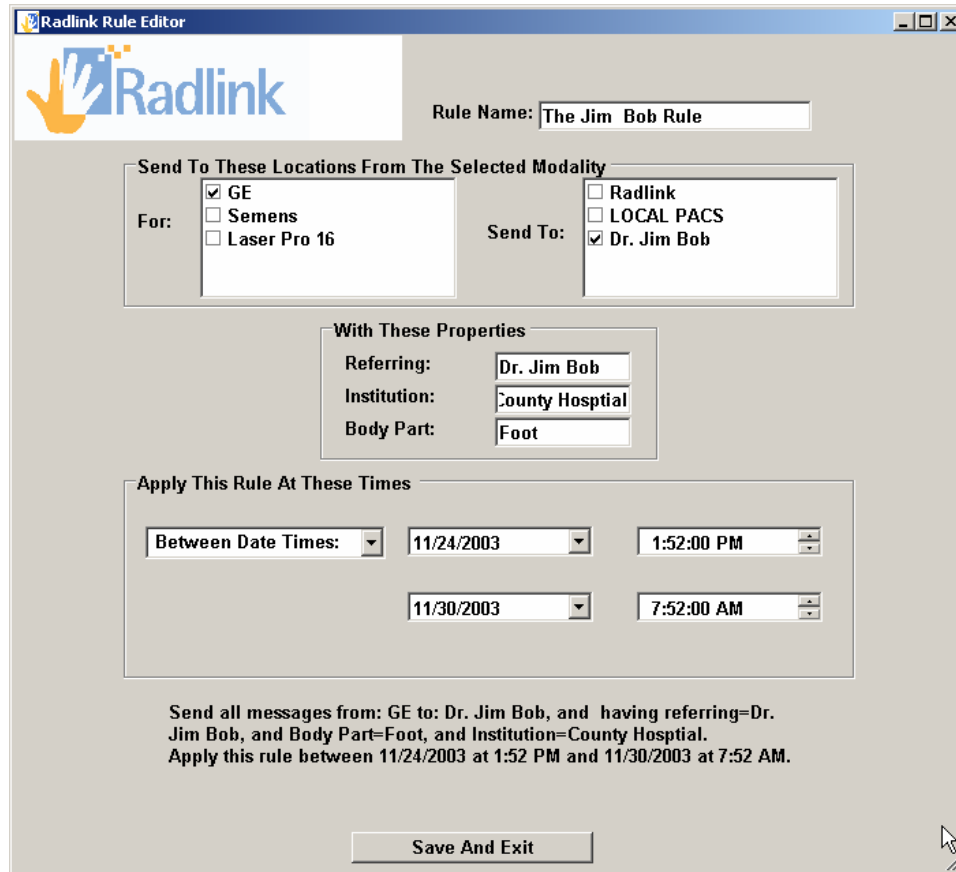 Radlink Rule Editor
Radlink
Rule Name: The Jim Bob Rule
Send To These Locations From The Selected Modality
For:
GE
Semens
Laser Pro 16
Send To:
Radlink
LOCAL PACS
Dr. Jim Bob
With These Properties
Referring: Dr. Jim Bob
Institution: County Hosptial
Body Part: Foot
Apply This Rule At These Times
Between Date Times: 11/24/2003 1:52:00 PM
11/30/2003 7:52:00 AM
Send all messages from: GE to: Dr. Jim Bob, and having referring=Dr.
Jim Bob, and Body Part=Foot, and Institution=County Hosptial.
Apply this rule between 11/24/2003 at 1:52 PM and 11/30/2003 at 7:52 AM.
Save And Exit